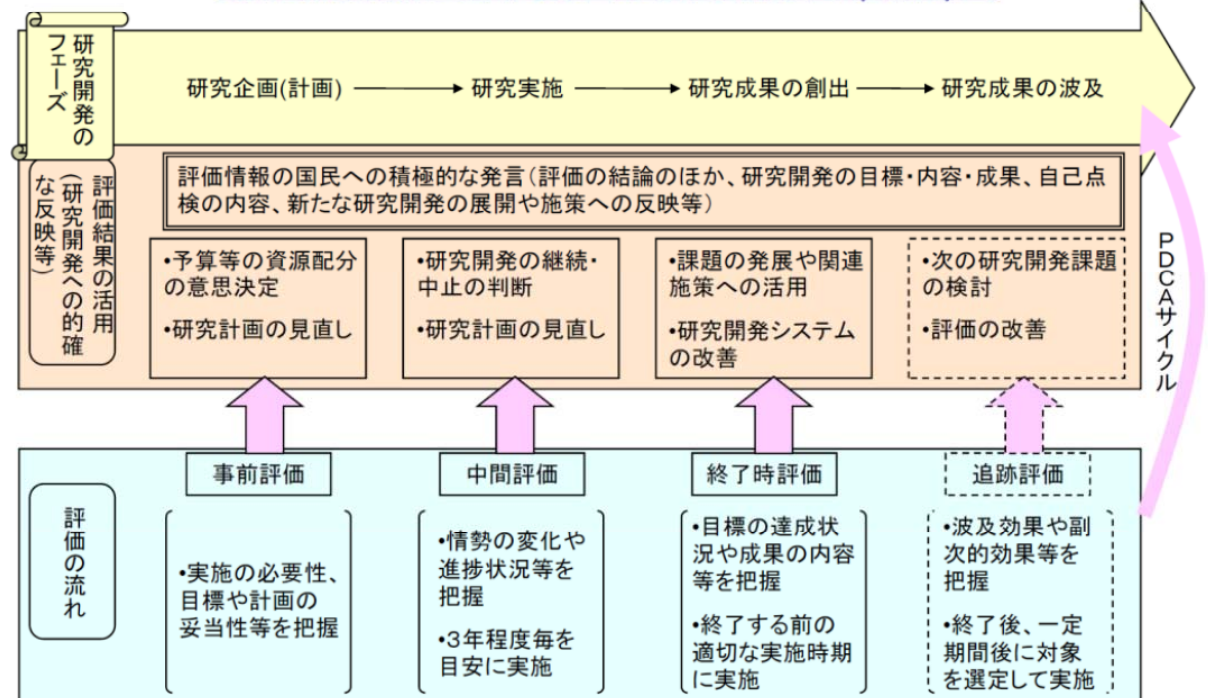 研究開発の
フェーズ
研究企画(計画)
研究実施
研究成果の創出
研究成果の波及
評価結果の活用
(研究開発への的確
な反映等)
評価情報の国民への積極的な発言(評価の結論のほか、研究開発の目標・内容・成果、自己点
検の内容、新たな研究開発の展開や施策への反映等)
•予算等の資源配分
の意思決定
•研究計画の見直し
•研究開発の継続・
中止の判断
•研究計画の見直し
•課題の発展や関連
施策への活用
•研究開発システム
の改善
•次の研究開発課題
の検討
•評価の改善
PDCAサイクル
評価の流れ
事前評価
•実施の必要性、
目標や計画の
妥当性等を把握
中間評価
•情勢の変化や
進捗状況等を
把握
•3年程度毎を
目安に実施
終了時評価
•目標の達成状
況や成果の内容
等を把握
•終了する前の
適切な実施時期
に実施
追跡評価
•波及効果や副
次的効果等を
把握
•終了後、一定
期間後に対象
を選定して実施